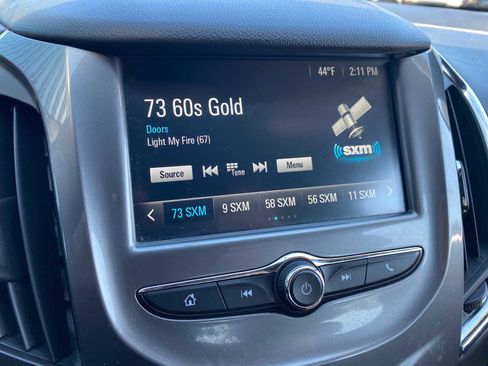 44°F 2:11 PM
73 60s Gold
Doors
Light My Fire (67)
sxm
Source Tune Menu
73 SXM 9 SXM 58 SXM 56 SXM 11 SXM